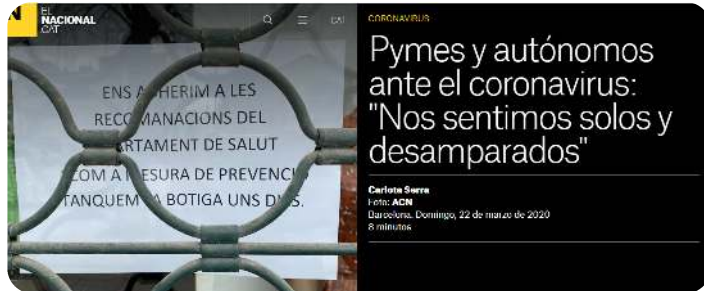 EL
NACIONAL
.CAT
CAT
ENS ADHERIM A LES
RECOMANACIONS DEL
DEPARTAMENT DE SALUT
COM A MESURA DE PREVENCIÓ
TANQUEM LA BOTIGA UNS DIES.
CORONAVIRUS
Pymes y autónomos
ante el coronavirus:
"Nos sentimos solos y
desamparados"
Carlota Serra
Foto: ACN
Barcelona. Domingo, 22 de marzo de 2020
8 minutos